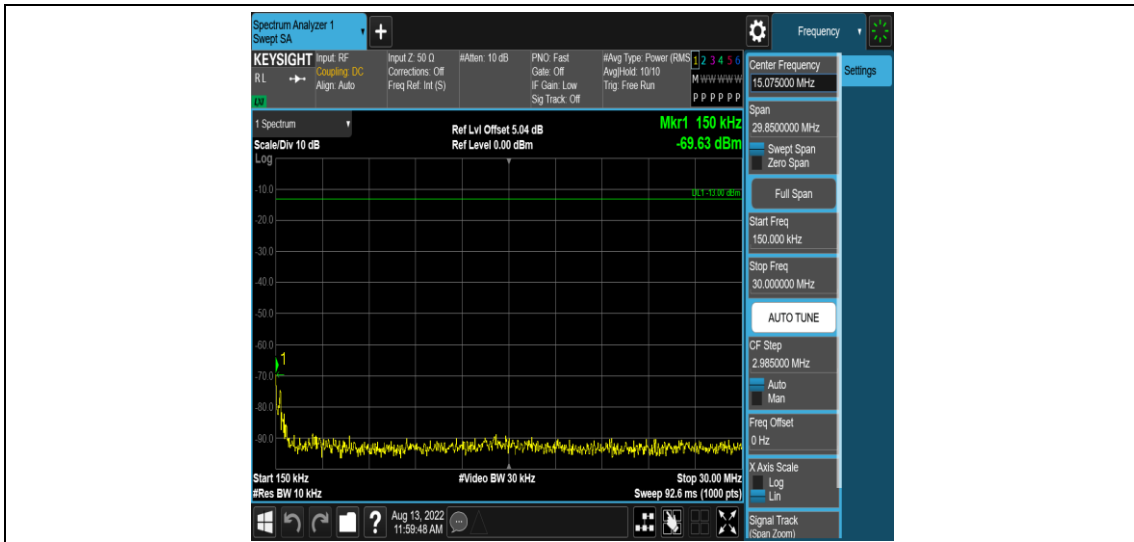 Spectrum Analyzer 1
Swept SA
+
Frequency
KEYSIGHT
RL
LM
Input: RF
Coupling: DC
Align: Auto
Input Z: 50 Ω
Corrections: Off
Freq Ref: Int (S)
#Atten: 10 dB
PNO: Fast
Gate: Off
IF Gain: Low
Sig Track: Off
#Avg Type: Power (RMS
Avg|Hold: 10/10
Trig: Free Run
1 2 3 4 5 6
M W W W W W
P P P P P P
Center Frequency
15.075000 MHz
Settings
1 Spectrum
Scale/Div 10 dB
Log
Ref Lvl Offset 5.04 dB
Ref Level 0.00 dBm
Mkr1 150 kHz
-69.63 dBm
DL1 -13.00 dBm
-10.0
-20.0
-30.0
-40.0
-50.0
-60.0
-70.0
-80.0
-90.0
1
Start 150 kHz
#Res BW 10 kHz
#Video BW 30 kHz
Stop 30.00 MHz
Sweep 92.6 ms (1000 pts)
Span
29.8500000 MHz
Swept Span
Zero Span
Full Span
Start Freq
150.000 kHz
Stop Freq
30.000000 MHz
AUTO TUNE
CF Step
2.985000 MHz
Auto
Man
Freq Offset
0 Hz
X Axis Scale
Log
Lin
Signal Track
(Span Zoom)
?
Aug 13, 2022
11:59:48 AM